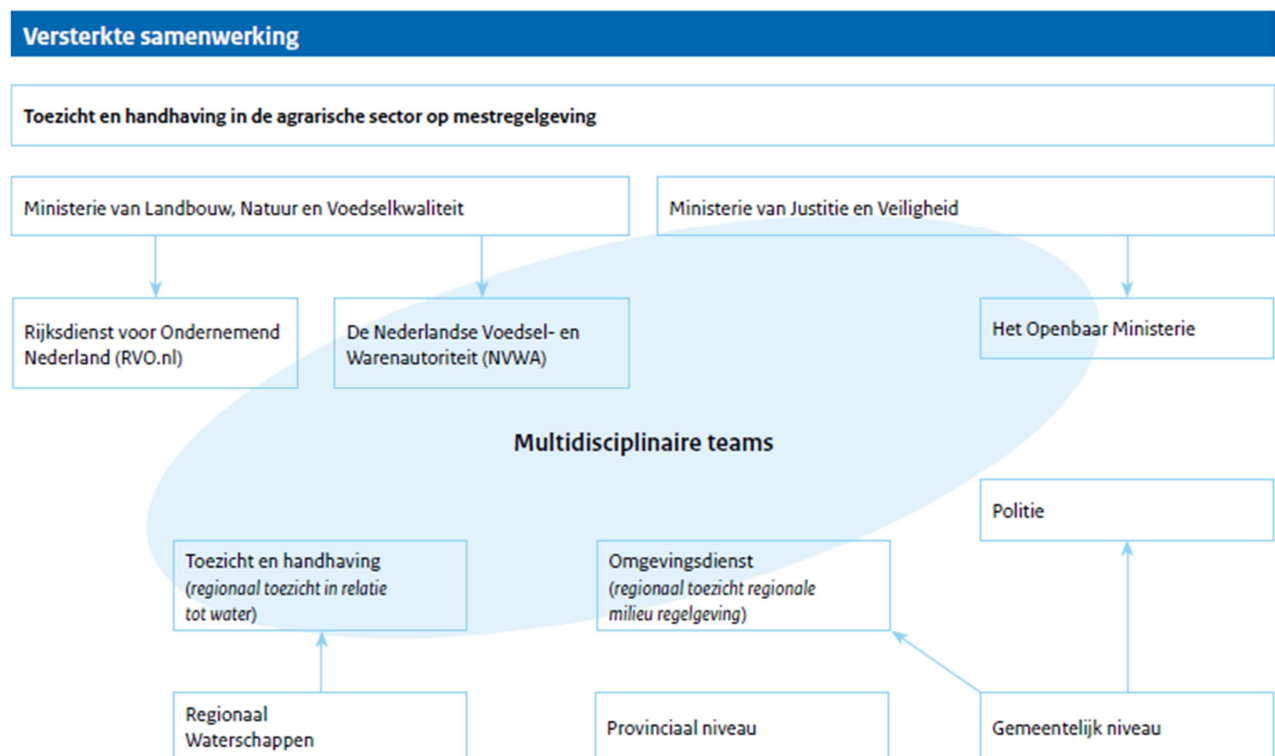 Versterkte samenwerking
Toezicht en handhaving in de agrarische sector op mestregelgeving
Ministerie van Landbouw, Natuur en Voedselkwaliteit
Ministerie van Justitie en Veiligheid
Rijksdienst voor Ondernemend
Nederland (RVO.nl)
De Nederlandse Voedsel- en
Warenautoriteit (NVWA)
Het Openbaar Ministerie
Multidisciplinaire teams
Politie
Toezicht en handhaving
(regionaal toezicht in relatie
tot water)
Omgevingsdienst
(regionaal toezicht regionale
milieu regelgeving)
Regionaal
Waterschappen
Provinciaal niveau
Gemeentelijk niveau